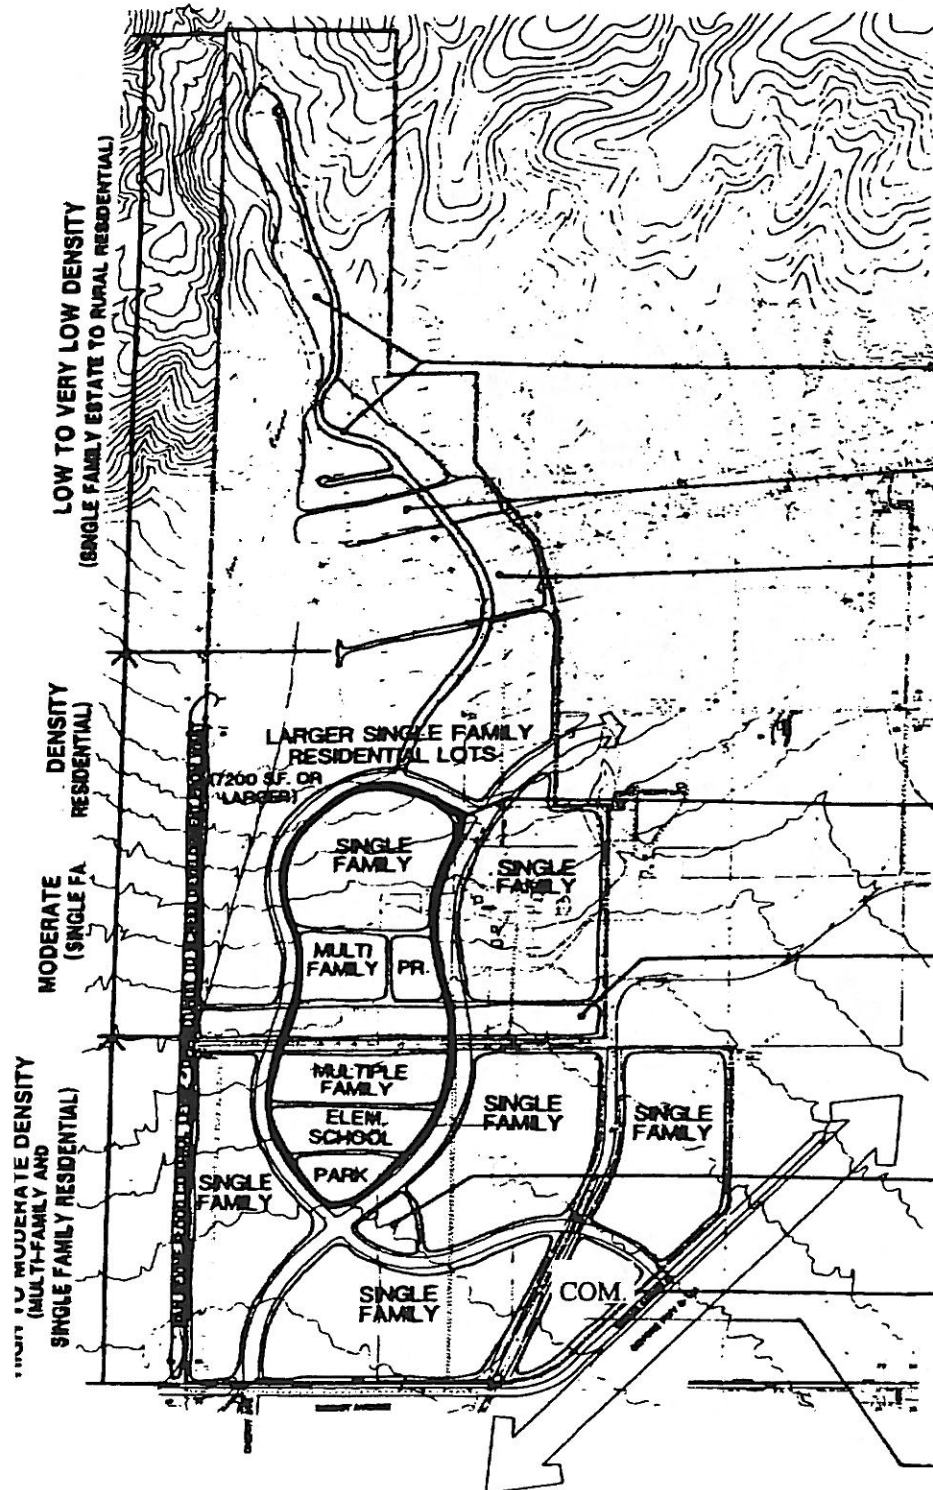 LOW TO VERY LOW DENSITY
(SINGLE FAMILY ESTATE TO RURAL RESIDENTIAL)
MODERATE DENSITY
(SINGLE FA RESIDENTIAL)
TO MODERATE DENSITY
(MULTI-FAMILY AND
SINGLE FAMILY RESIDENTIAL)
LARGER SINGLE FAMILY
RESIDENTIAL LOTS
(7200 S.F. OR
LARGER)
SINGLE
FAMILY
SINGLE
FAMILY
MULTI
FAMILY
PR.
MULTIPLE
FAMILY
ELEM.
SCHOOL
PARK
SINGLE
FAMILY
SINGLE
FAMILY
SINGLE
FAMILY
SINGLE
FAMILY
COM.